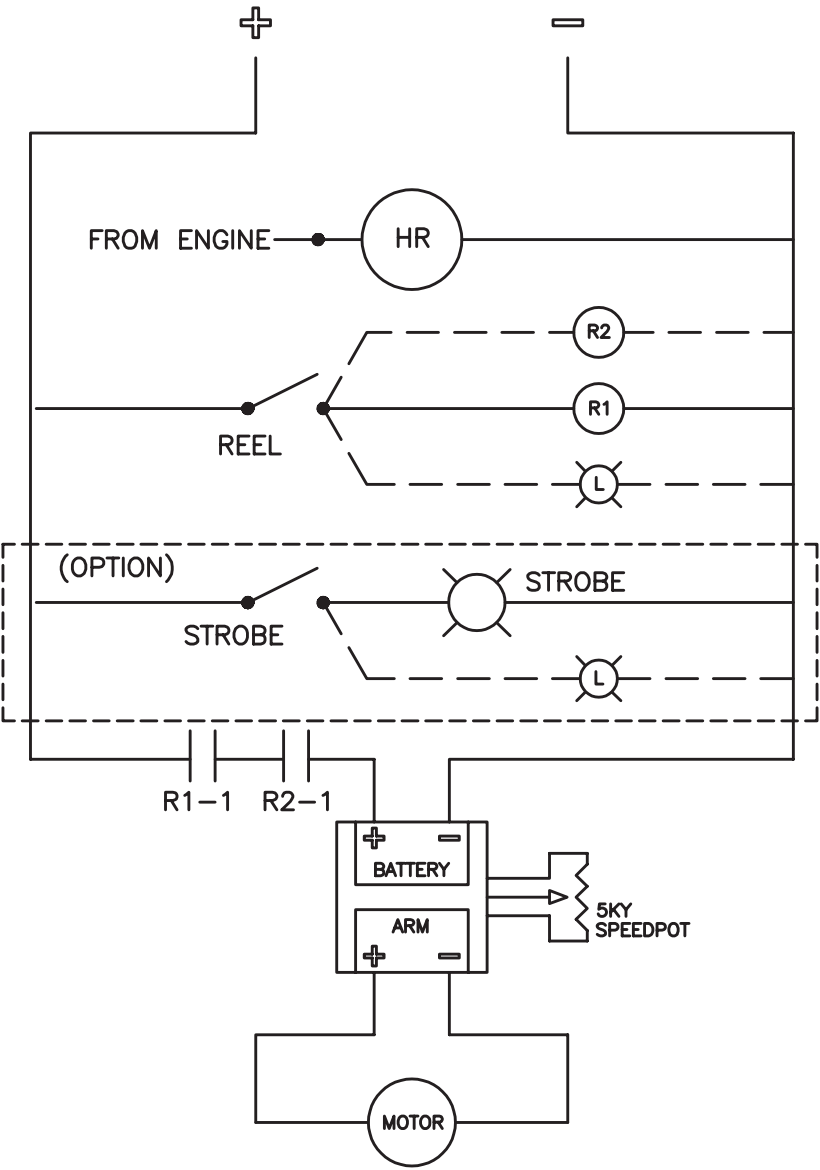 + −
FROM ENGINE
HR
R2
R1
REEL
L
(OPTION)
STROBE
STROBE
L
R1-1 R2-1
+ −
BATTERY
ARM
+ −
5KY
SPEEDPOT
MOTOR